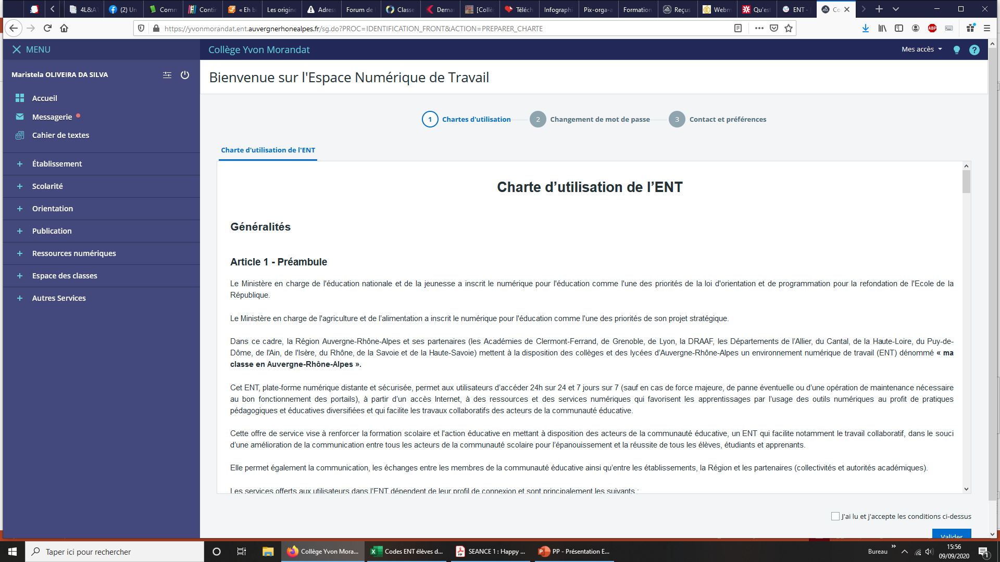 4L&A
(2) Un
Comm
Contin
« Eh b
Les origine
Adres
Forum de
Classe
Dema
[Collè
Téléch
Infographi
Pix-orga-a
Formation
Reçus
Webm
Qu'es
ENT -
Co
https://yvonmorandat.ent.auvergnerhonealpes.fr/sg.do?PROC=IDENTIFICATION_FRONT&ACTION=PREPARER_CHARTE
ABP
MENU
Collège Yvon Morandat
Mes accès
?
Maristela OLIVEIRA DA SILVA
Accueil
Messagerie
Cahier de textes
+ Établissement
+ Scolarité
+ Orientation
+ Publication
+ Ressources numériques
+ Espace des classes
+ Autres Services
Bienvenue sur l'Espace Numérique de Travail
1 Chartes d'utilisation
2 Changement de mot de passe
3 Contact et préférences
Charte d'utilisation de l'ENT
Charte d’utilisation de l’ENT
Généralités
Article 1 - Préambule
Le Ministère en charge de l'éducation nationale et de la jeunesse a inscrit le numérique pour l'éducation comme l'une des priorités de la loi d'orientation et de programmation pour la refondation de l'Ecole de la
République.
Le Ministère en charge de l'agriculture et de l’alimentation a inscrit le numérique pour l'éducation comme l'une des priorités de son projet stratégique.
Dans ce cadre, la Région Auvergne-Rhône-Alpes et ses partenaires (les Académies de Clermont-Ferrand, de Grenoble, de Lyon, la DRAAF, les Départements de l’Allier, du Cantal, de la Haute-Loire, du Puy-de-
Dôme, de l'Ain, de l'Isère, du Rhône, de la Savoie et de la Haute-Savoie) mettent à la disposition des collèges et des lycées d’Auvergne-Rhône-Alpes un environnement numérique de travail (ENT) dénommé « ma
classe en Auvergne-Rhône-Alpes ».
Cet ENT, plate-forme numérique distante et sécurisée, permet aux utilisateurs d’accéder 24h sur 24 et 7 jours sur 7 (sauf en cas de force majeure, de panne éventuelle ou d’une opération de maintenance nécessaire
au bon fonctionnement des portails), à partir d’un accès Internet, à des ressources et des services numériques qui favorisent les apprentissages par l’usage des outils numériques au profit de pratiques
pédagogiques et éducatives diversifiées et qui facilite les travaux collaboratifs des acteurs de la communauté éducative.
Cette offre de service vise à renforcer la formation scolaire et l'action éducative en mettant à disposition des acteurs de la communauté éducative, un ENT qui facilite notamment le travail collaboratif, dans le souci
d’une amélioration de la communication entre tous les acteurs de la communauté scolaire pour l’épanouissement et la réussite de tous les élèves, étudiants et apprenants.
Elle permet également la communication, les échanges entre les membres de la communauté éducative ainsi qu’entre les établissements, la Région et les partenaires (collectivités et autorités académiques).
Les services offerts aux utilisateurs dans l’ENT dépendent de leur profil de connexion et sont principalement les suivants :
J'ai lu et j'accepte les conditions ci-dessus
Valider
Taper ici pour rechercher
Collège Yvon Mora...
Codes ENT élèves d...
SEANCE 1 : Happy ...
PP - Présentation E...
Bureau
15:56
09/09/2020
1